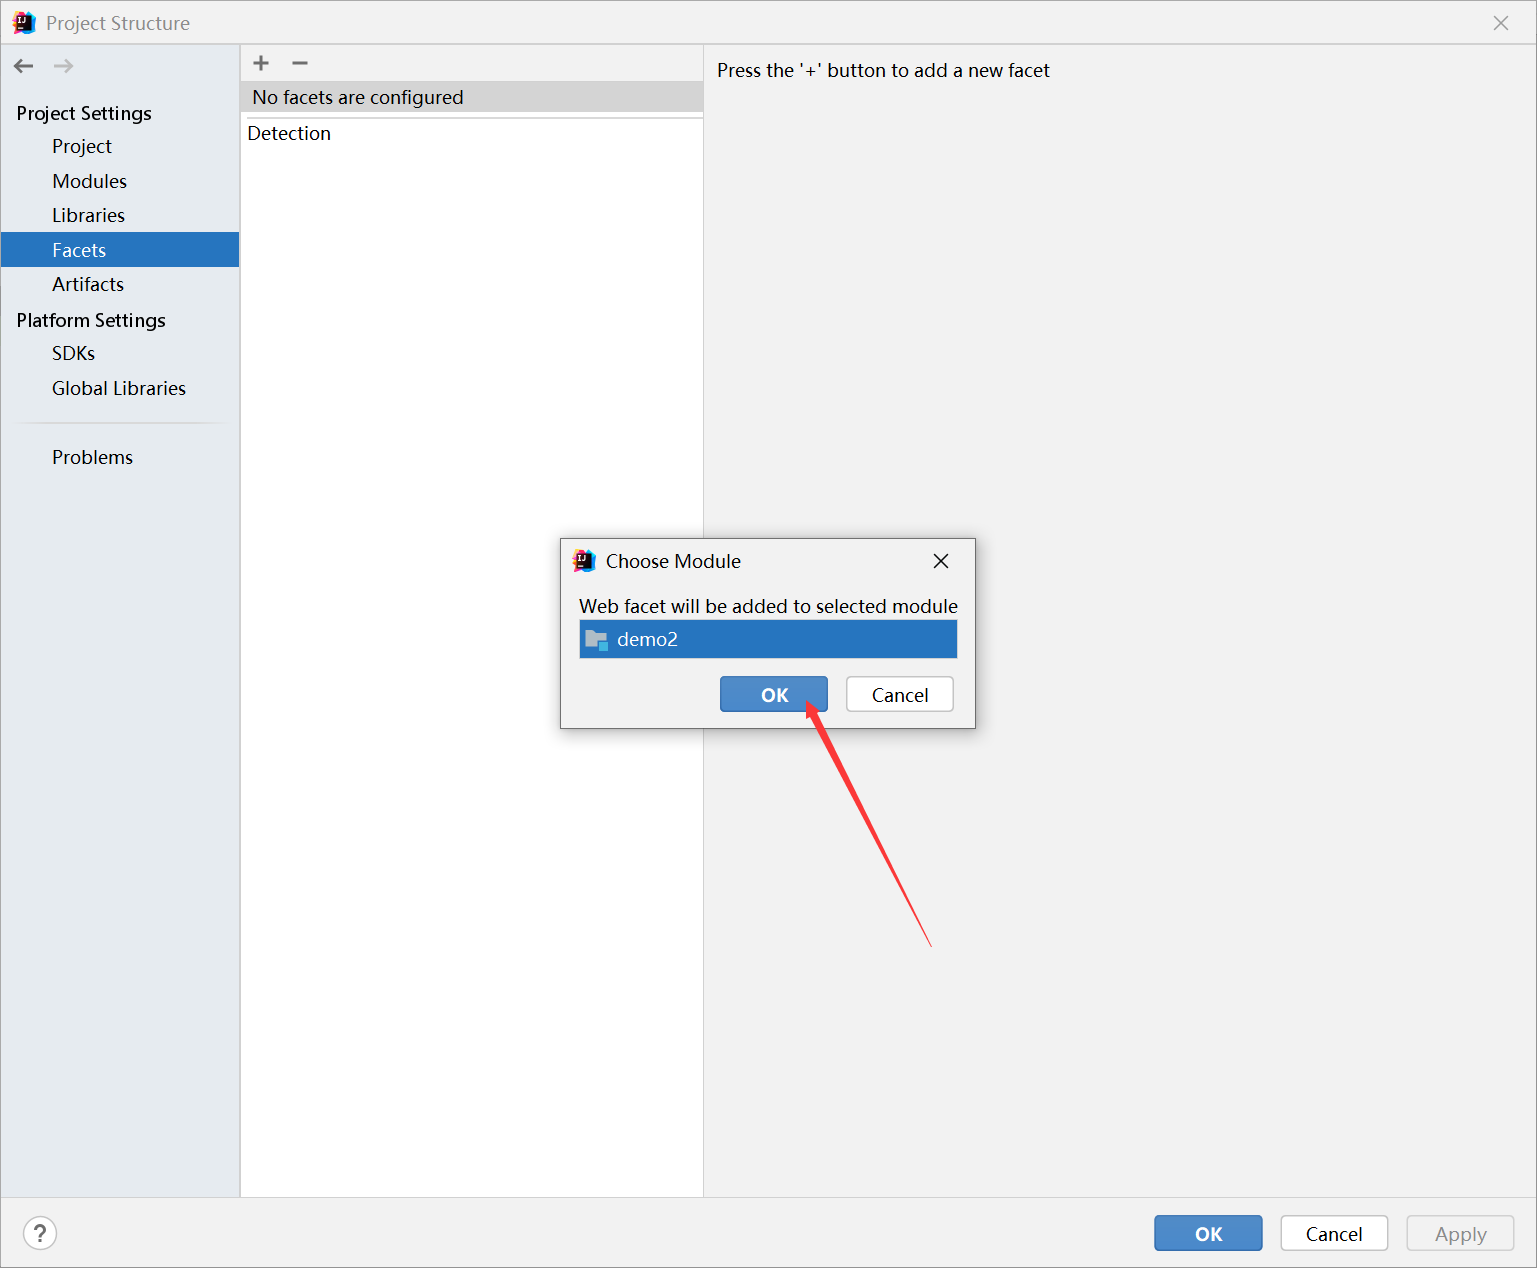 Project Structure
Project Settings
Project
Modules
Libraries
Facets
Artifacts
Platform Settings
SDKs
Global Libraries
Problems
No facets are configured
Detection
Press the '+' button to add a new facet
Choose Module
Web facet will be added to selected module
demo2
OK Cancel
? OK Cancel Apply